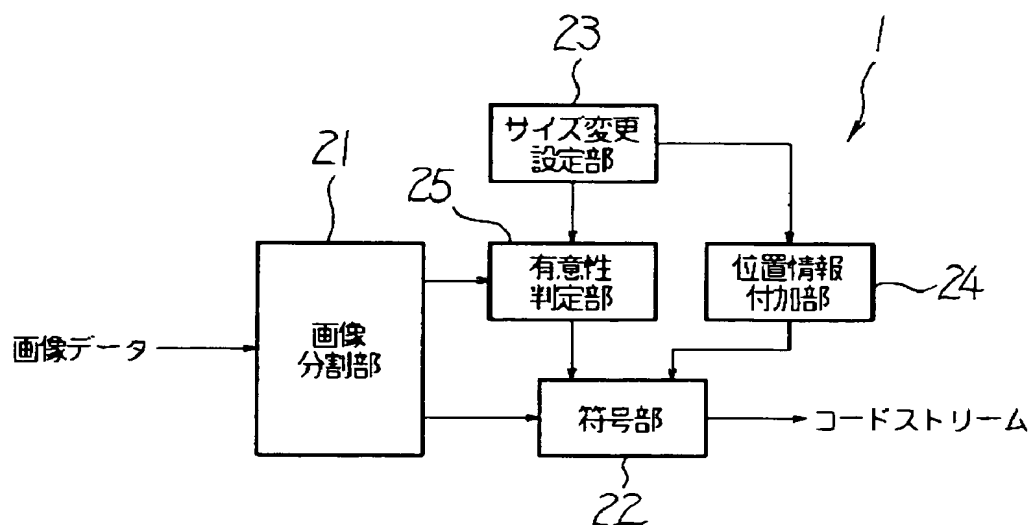 23
1
サイズ変更
設定部
21
25
有意性
判定部
位置情報
付加部
24
画像データ
画像
分割部
符号部
コードストリーム
22